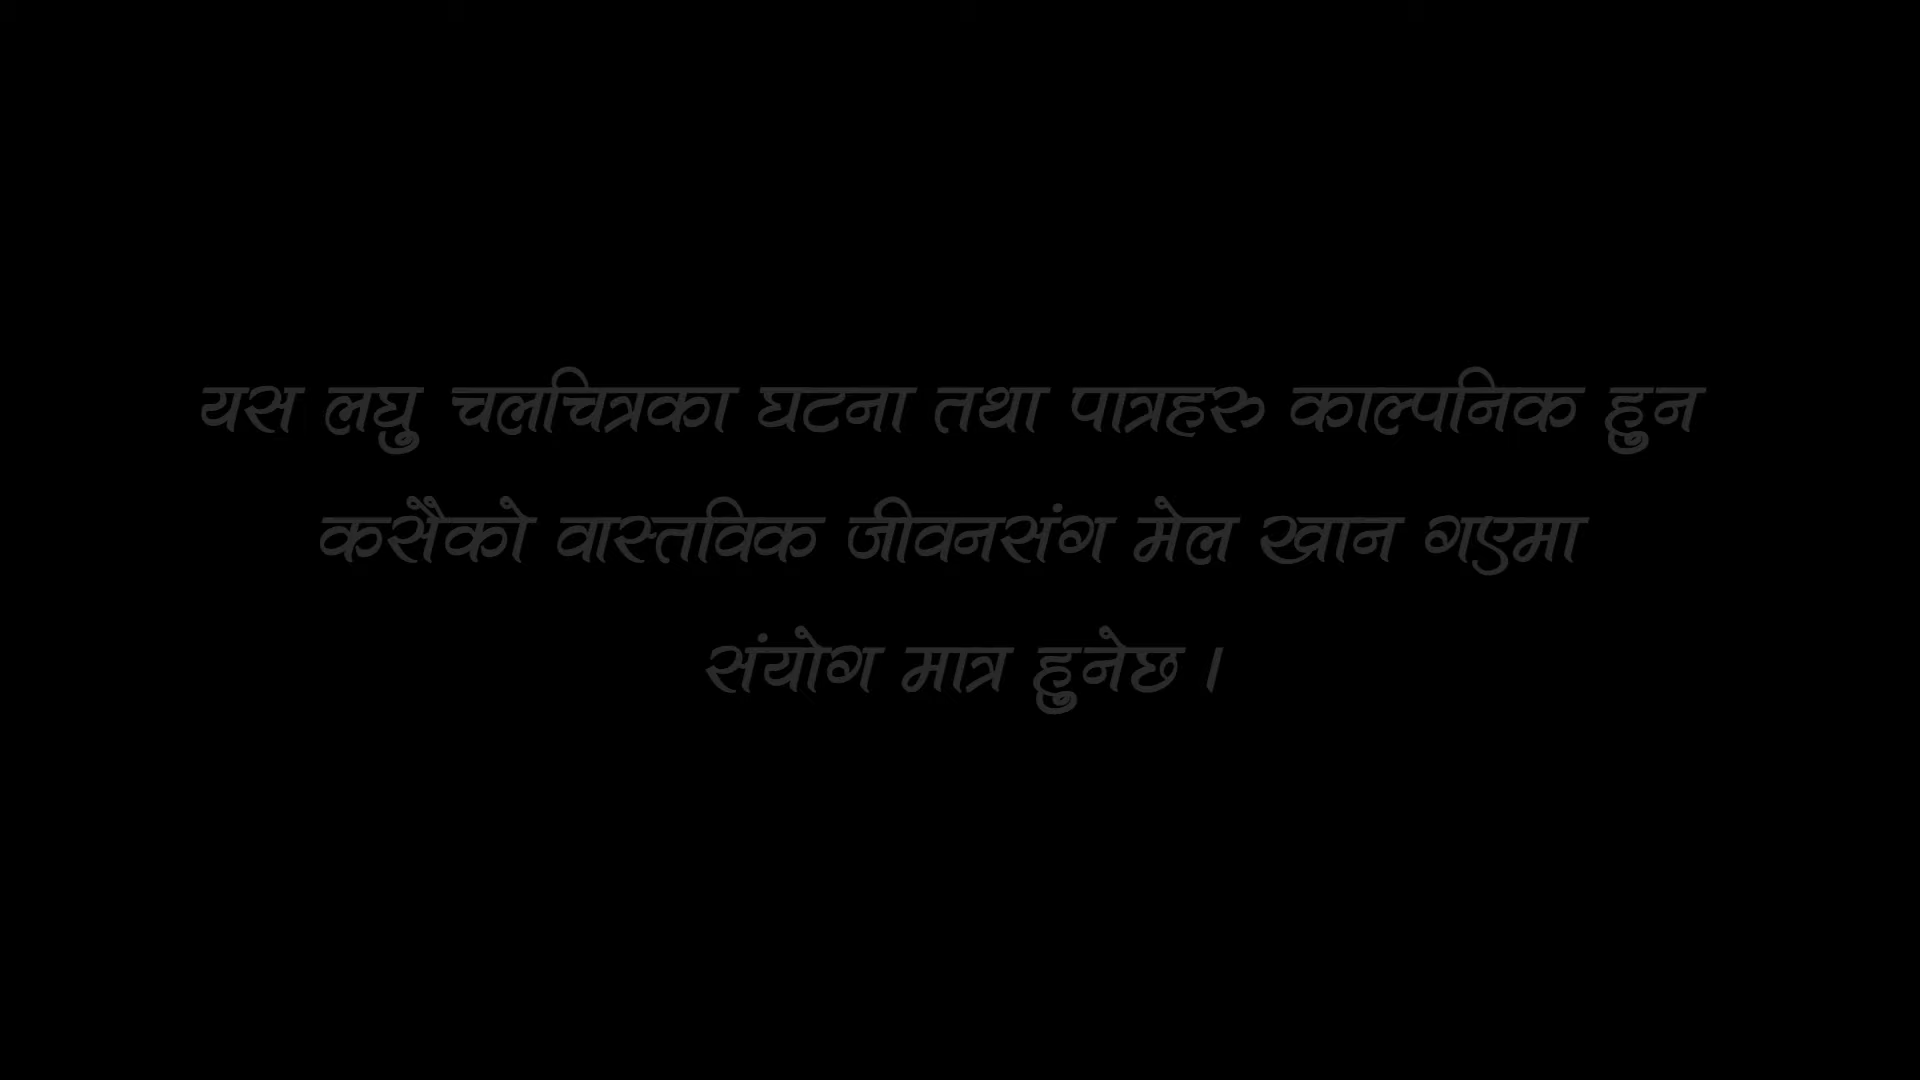 यस लघु चलचित्रका घटना तथा पात्रहरु काल्पनिक हुन
कसैको वास्तविक जीवनसंग मेल खान गएमा
संयोग मात्र हुनेछ ।